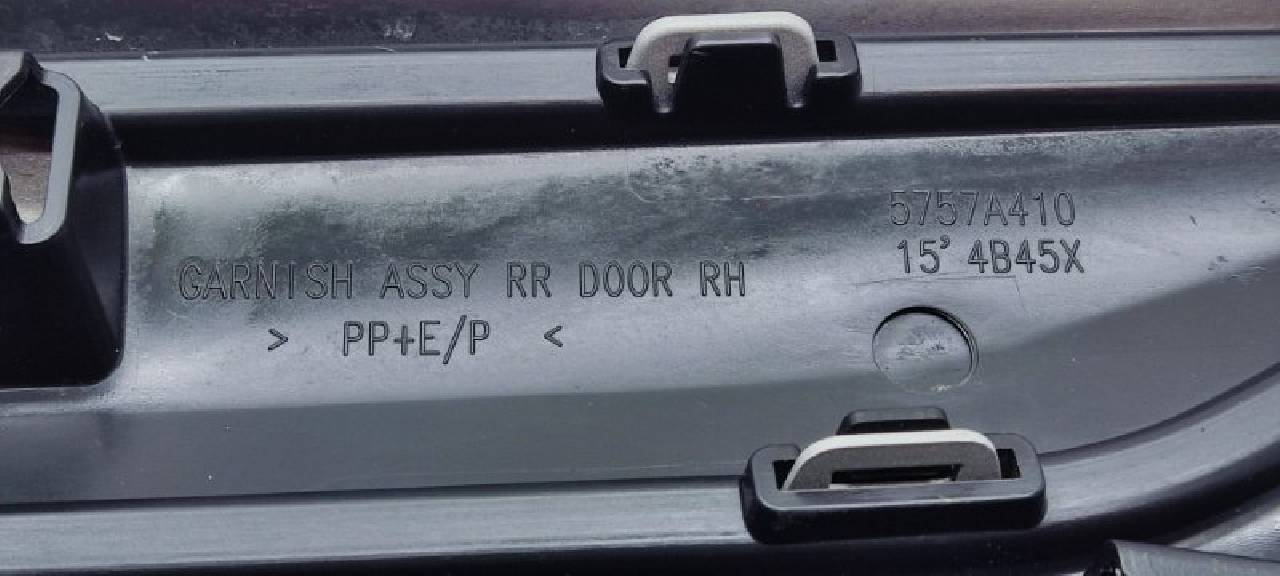 5757A410
15' 4B45X
GARNISH ASSY RR DOOR RH
> PP+E/P <